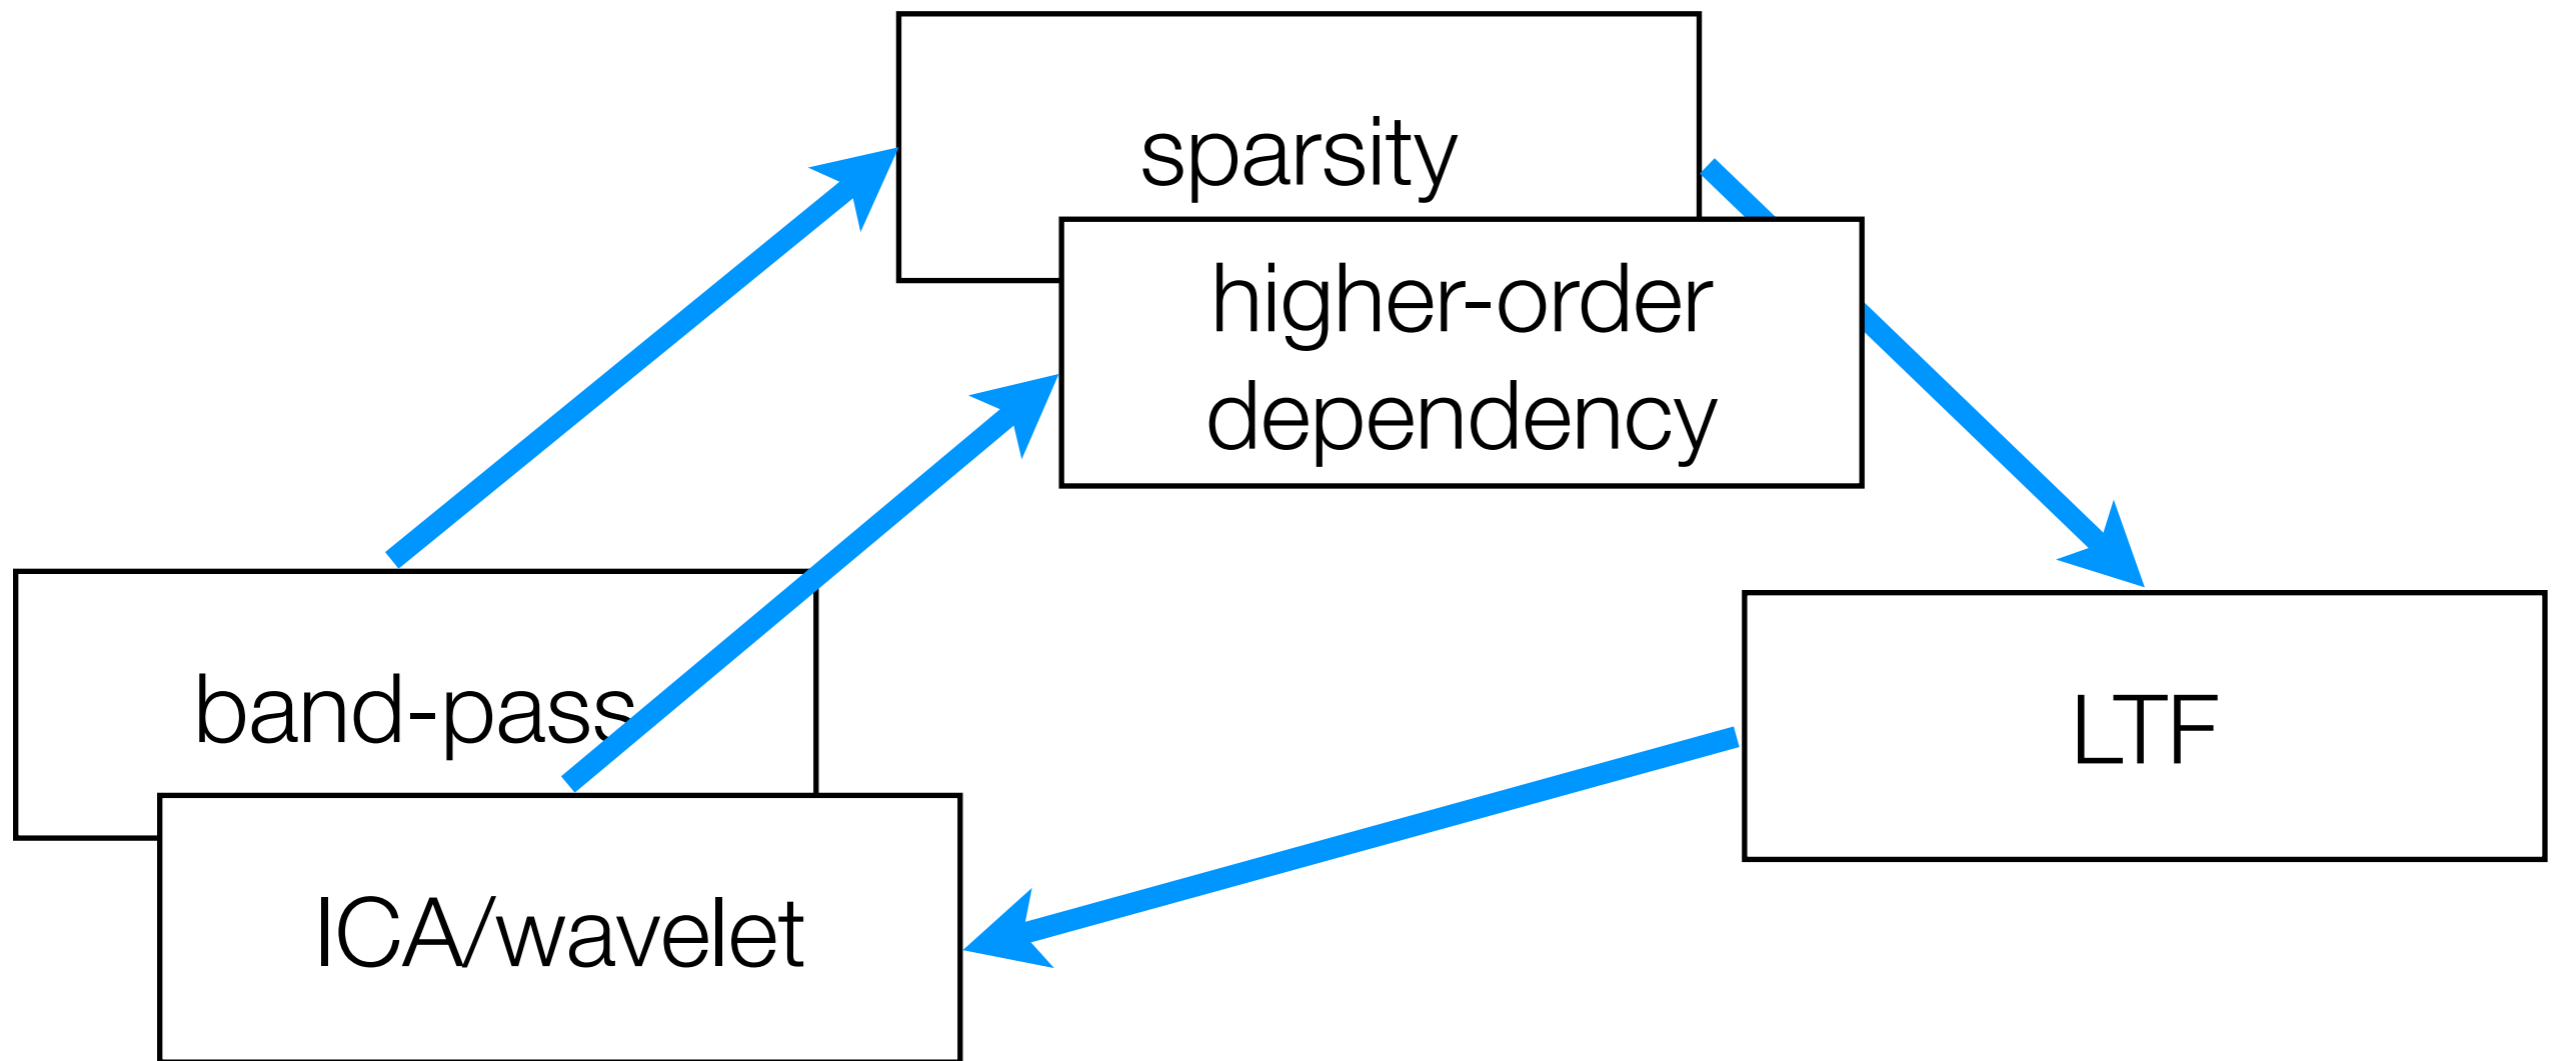 sparsity
higher-order
dependency
band-pass
LTF
ICA/wavelet